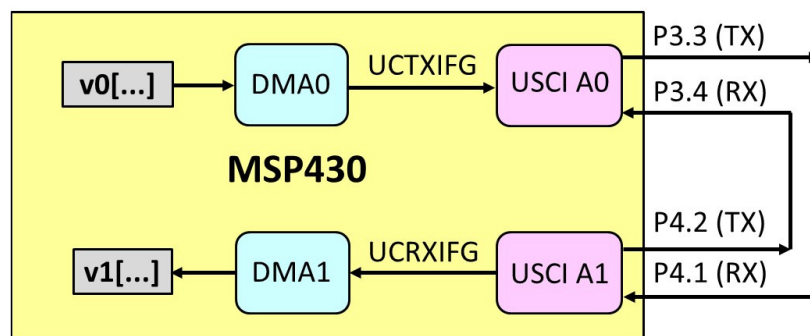 P3.3 (TX)
v0[...]
DMA0
UCTXIFG
USCI A0
P3.4 (RX)
MSP430
P4.2 (TX)
v1[...]
DMA1
UCRXIFG
USCI A1
P4.1 (RX)